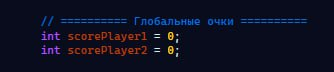 // ========== Глобальные очки ==========
int scorePlayer1 = 0;
int scorePlayer2 = 0;